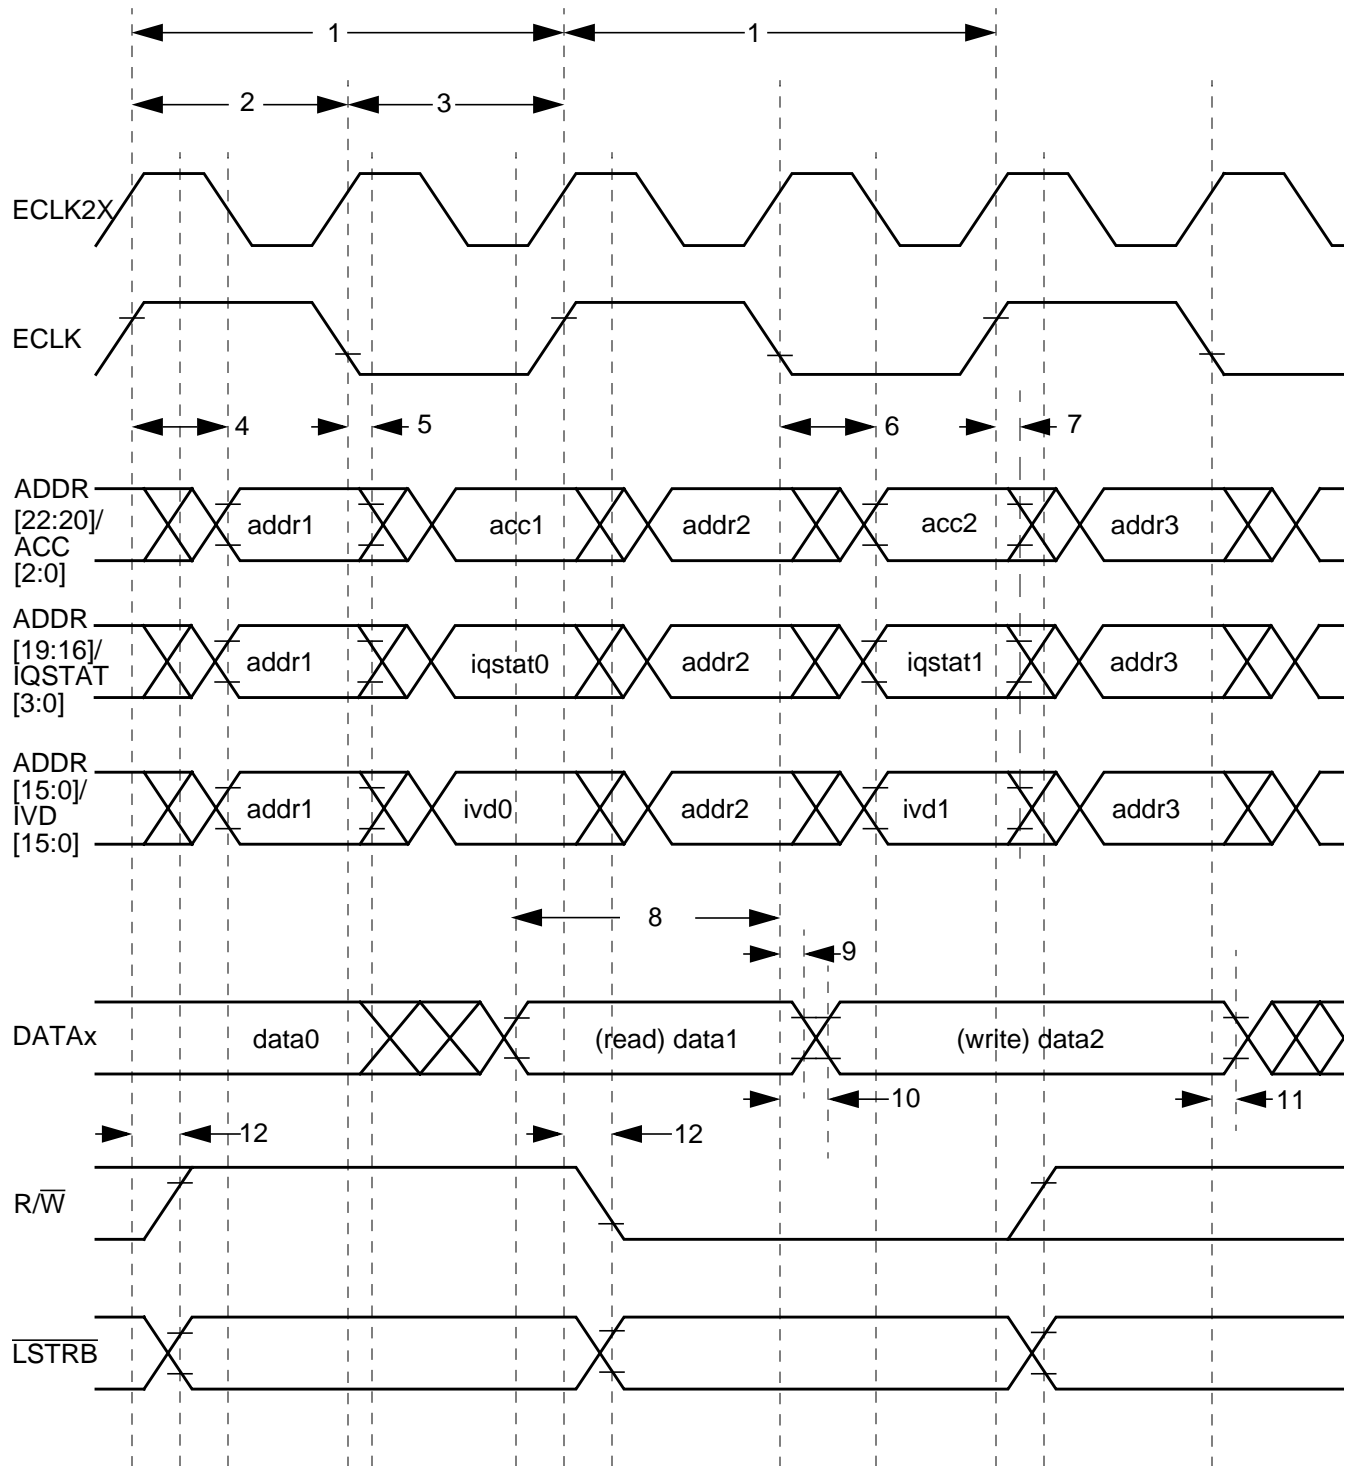 1 1
2 3
ECLK2X
ECLK
4 5 6 7
ADDR
[22:20]/
ACC
[2:0]
addr1 acc1 addr2 acc2 addr3
ADDR
[19:16]/
IQSTAT
[3:0]
addr1 iqstat0 addr2 iqstat1 addr3
ADDR
[15:0]/
IVD
[15:0]
addr1 ivd0 addr2 ivd1 addr3
8
9
DATAx
data0 (read) data1 (write) data2
10 11
12 12
R/W̅
L̅S̅T̅R̅B̅